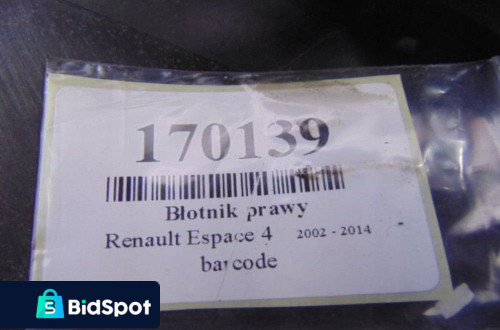 170139
Błotnik prawy
Renault Espace 4 2002 - 2014
barcode
BidSpot